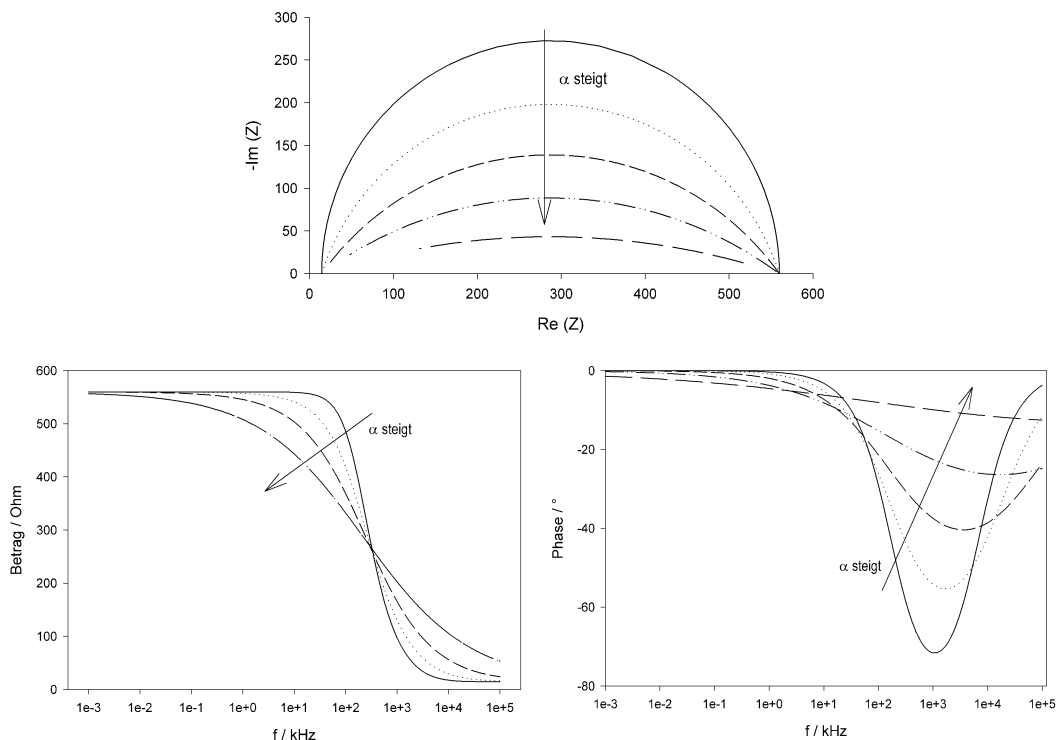 300
250
200
150
100
50
0
-Im (Z)
α steigt
0 100 200 300 400 500 600
Re (Z)
600
500
400
300
200
100
0
Betrag / Ohm
α steigt
1e-3 1e-2 1e-1 1e+0 1e+1 1e+2 1e+3 1e+4 1e+5
f / kHz
0
-20
-40
-60
-80
Phase / °
α steigt
1e-3 1e-2 1e-1 1e+0 1e+1 1e+2 1e+3 1e+4 1e+5
f / kHz